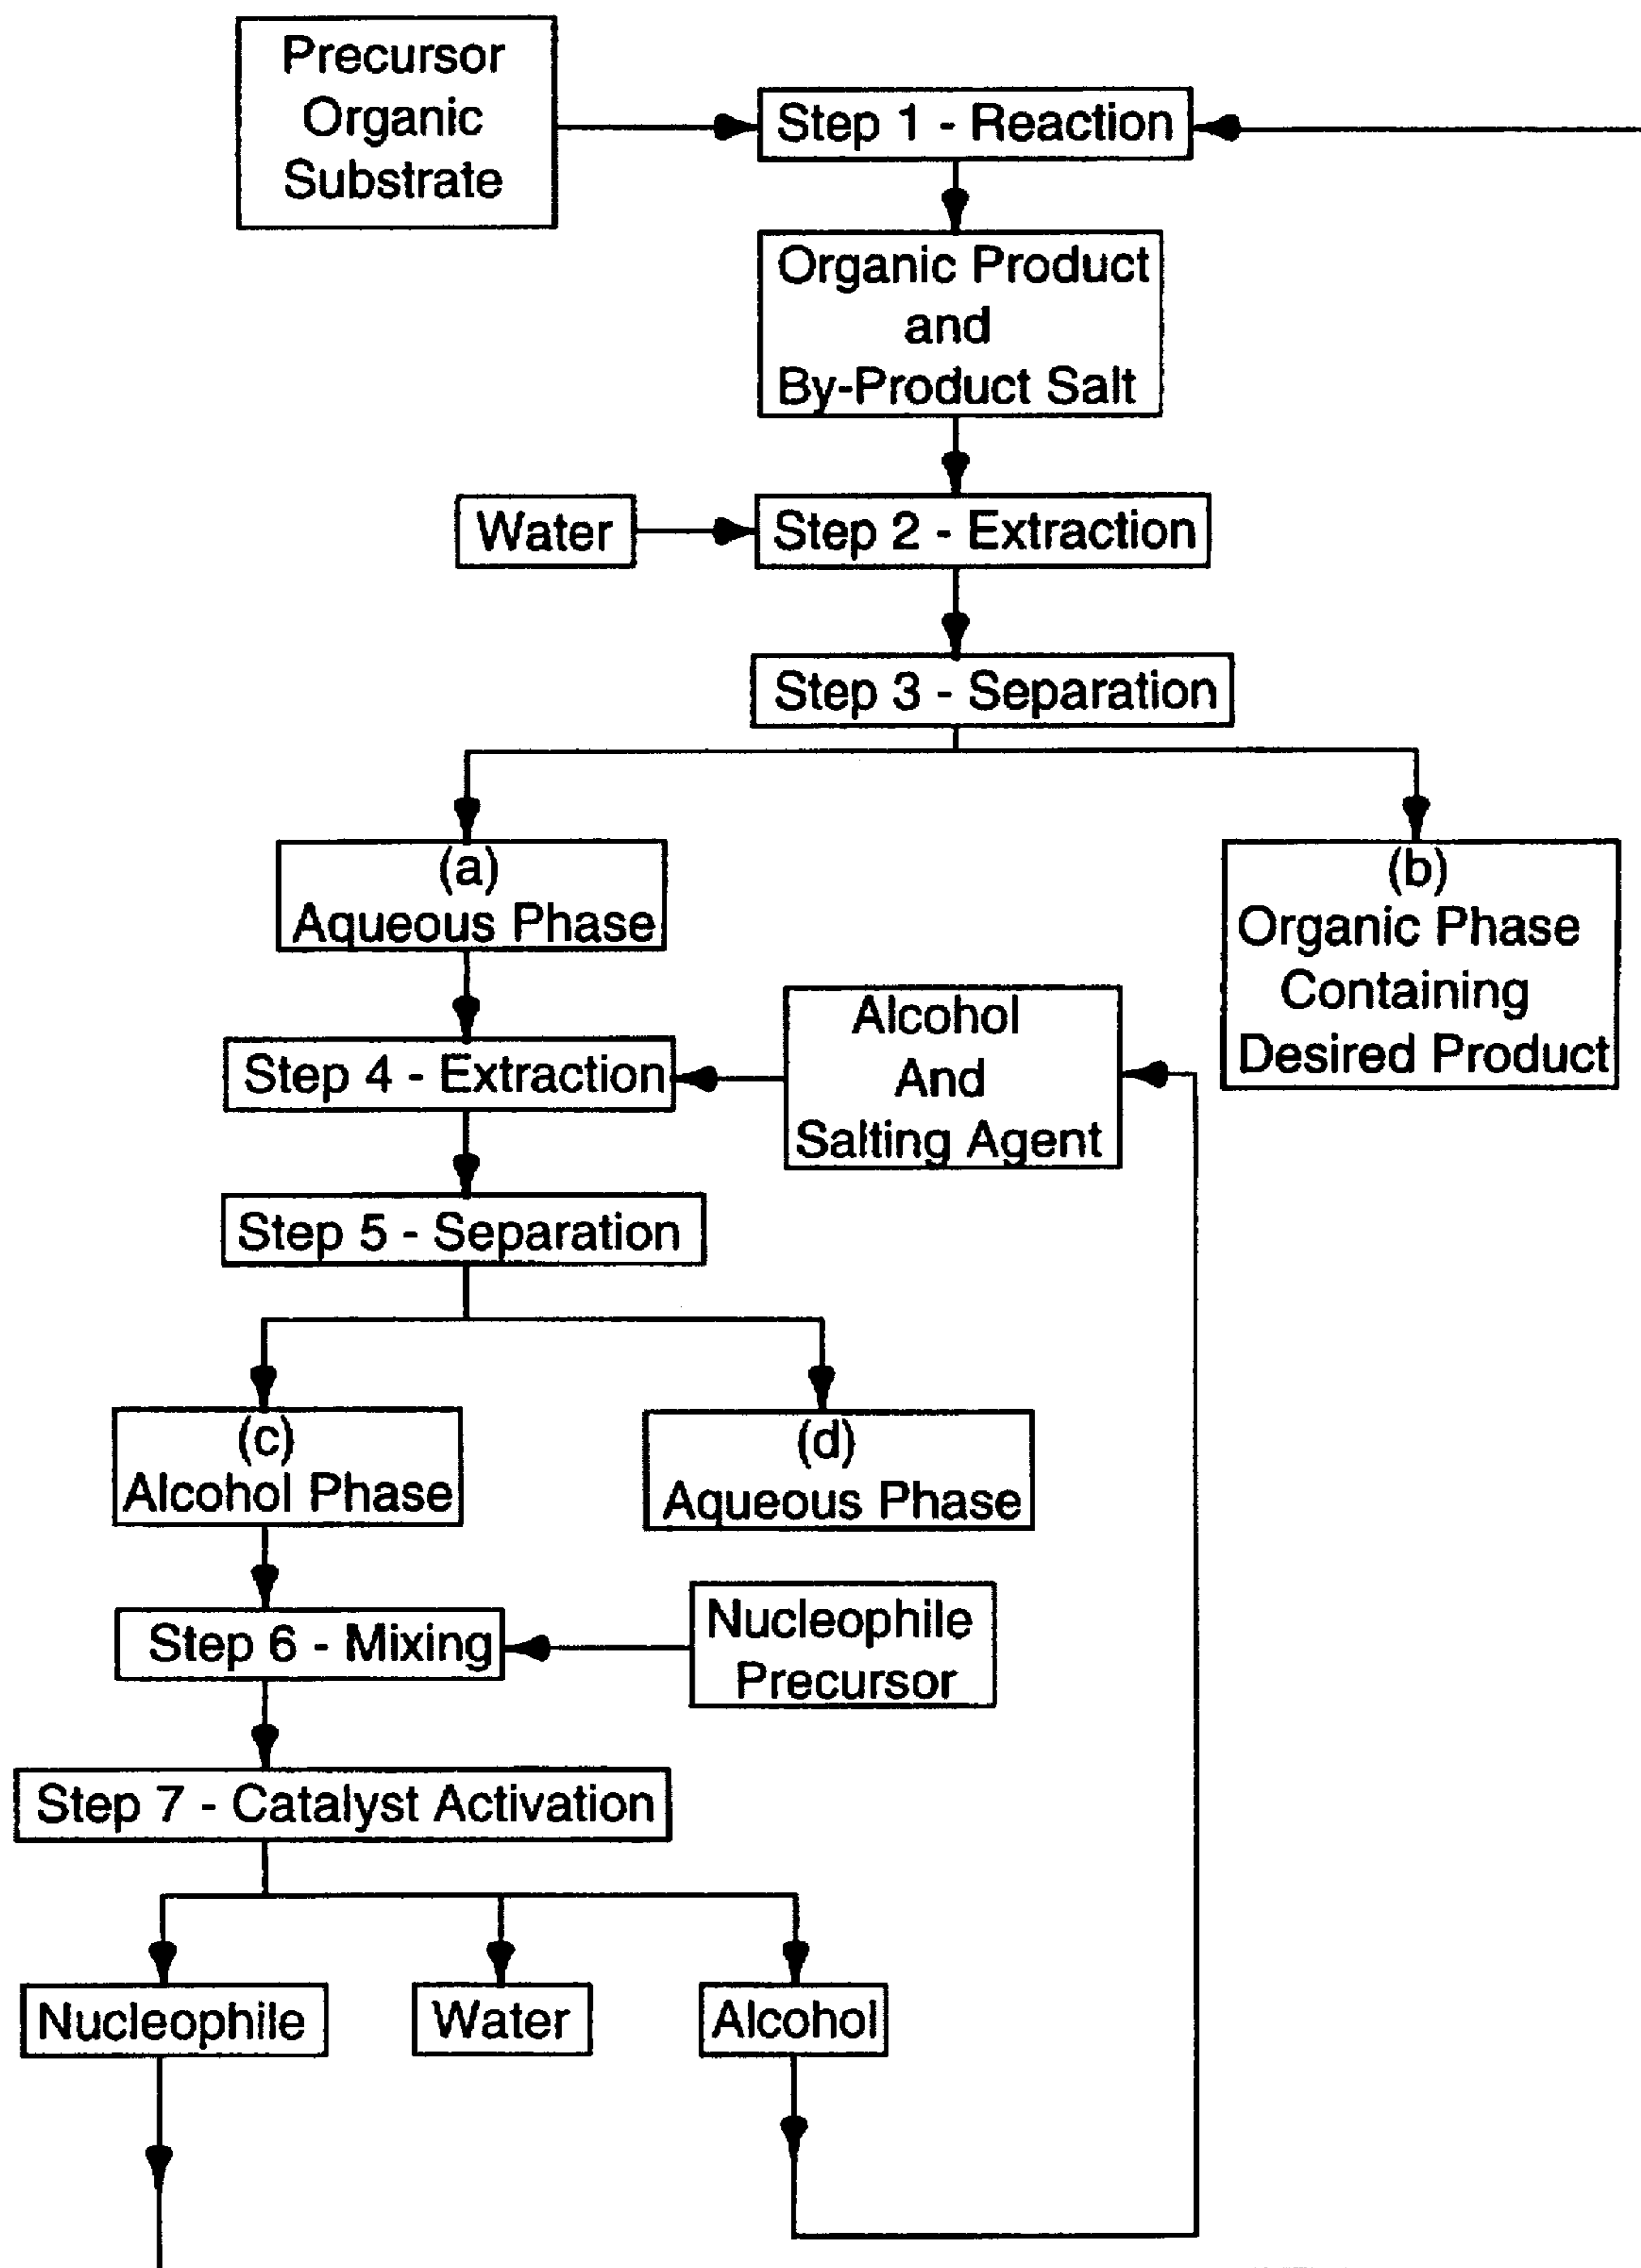 Precursor
Organic
Substrate
Step 1 - Reaction
Organic Product
and
By-Product Salt
Water
Step 2 - Extraction
Step 3 - Separation
(a)
Aqueous Phase
(b)
Organic Phase
Containing
Desired Product
Alcohol
And
Salting Agent
Step 4 - Extraction
Step 5 - Separation
(c)
Alcohol Phase
(d)
Aqueous Phase
Step 6 - Mixing
Nucleophile
Precursor
Step 7 - Catalyst Activation
Nucleophile
Water
Alcohol